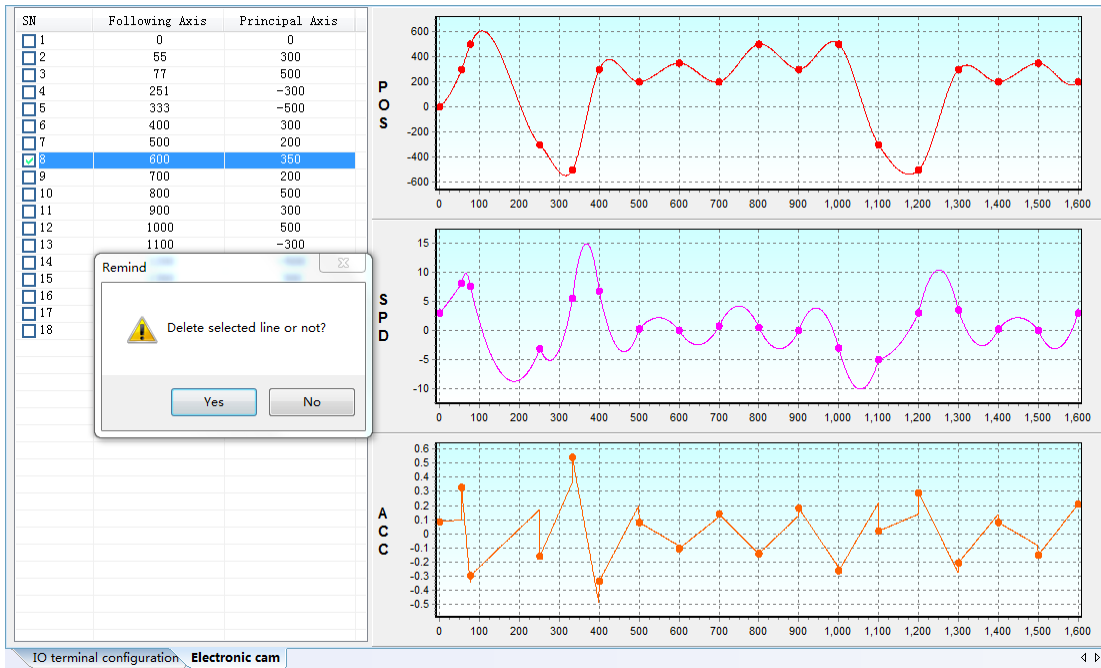 SN Following Axis Principal Axis
1 0 0
2 55 300
3 77 500
4 251 -300
5 333 -500
6 400 300
7 500 200
8 600 350
9 700 200
10 800 500
11 900 300
12 1000 500
13 1100 -300
14
15
16
17
18
Remind
Delete selected line or not?
Yes No
POS
600
400
200
0
-200
-400
-600
0 100 200 300 400 500 600 700 800 900 1,000 1,100 1,200 1,300 1,400 1,500 1,600
SPD
15
10
5
0
-5
-10
0 100 200 300 400 500 600 700 800 900 1,000 1,100 1,200 1,300 1,400 1,500 1,600
ACC
0.6
0.5
0.4
0.3
0.2
0.1
0
-0.1
-0.2
-0.3
-0.4
-0.5
0 100 200 300 400 500 600 700 800 900 1,000 1,100 1,200 1,300 1,400 1,500 1,600
IO terminal configuration Electronic cam